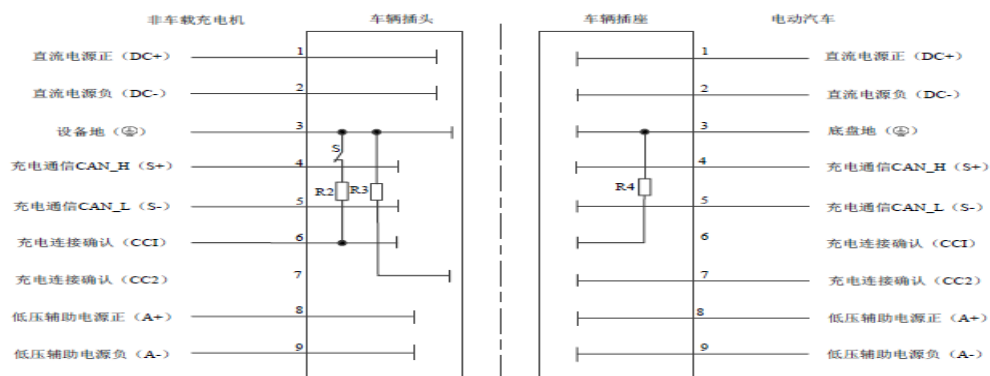 非车载充电机 车辆插头 车辆插座 电动汽车
直流电源正（DC+） 1 1 直流电源正（DC+）
直流电源负（DC-） 2 2 直流电源负（DC-）
设备地（⏚） 3 3 底盘地（⏚）
S
充电通信CAN_H（S+） 4 4 充电通信CAN_H（S+）
R2 R3 R4
充电通信CAN_L（S-） 5 5 充电通信CAN_L（S-）
充电连接确认（CC1） 6 6 充电连接确认（CC1）
充电连接确认（CC2） 7 7 充电连接确认（CC2）
低压辅助电源正（A+） 8 8 低压辅助电源正（A+）
低压辅助电源负（A-） 9 9 低压辅助电源负（A-）